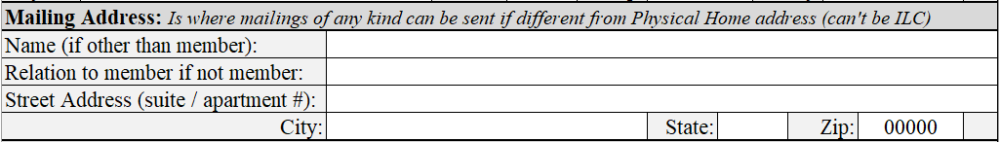 Mailing Address: Is where mailings of any kind can be sent if different from Physical Home address (can't be ILC)
Name (if other than member):
Relation to member if not member:
Street Address (suite / apartment #):
City: State: Zip: 00000